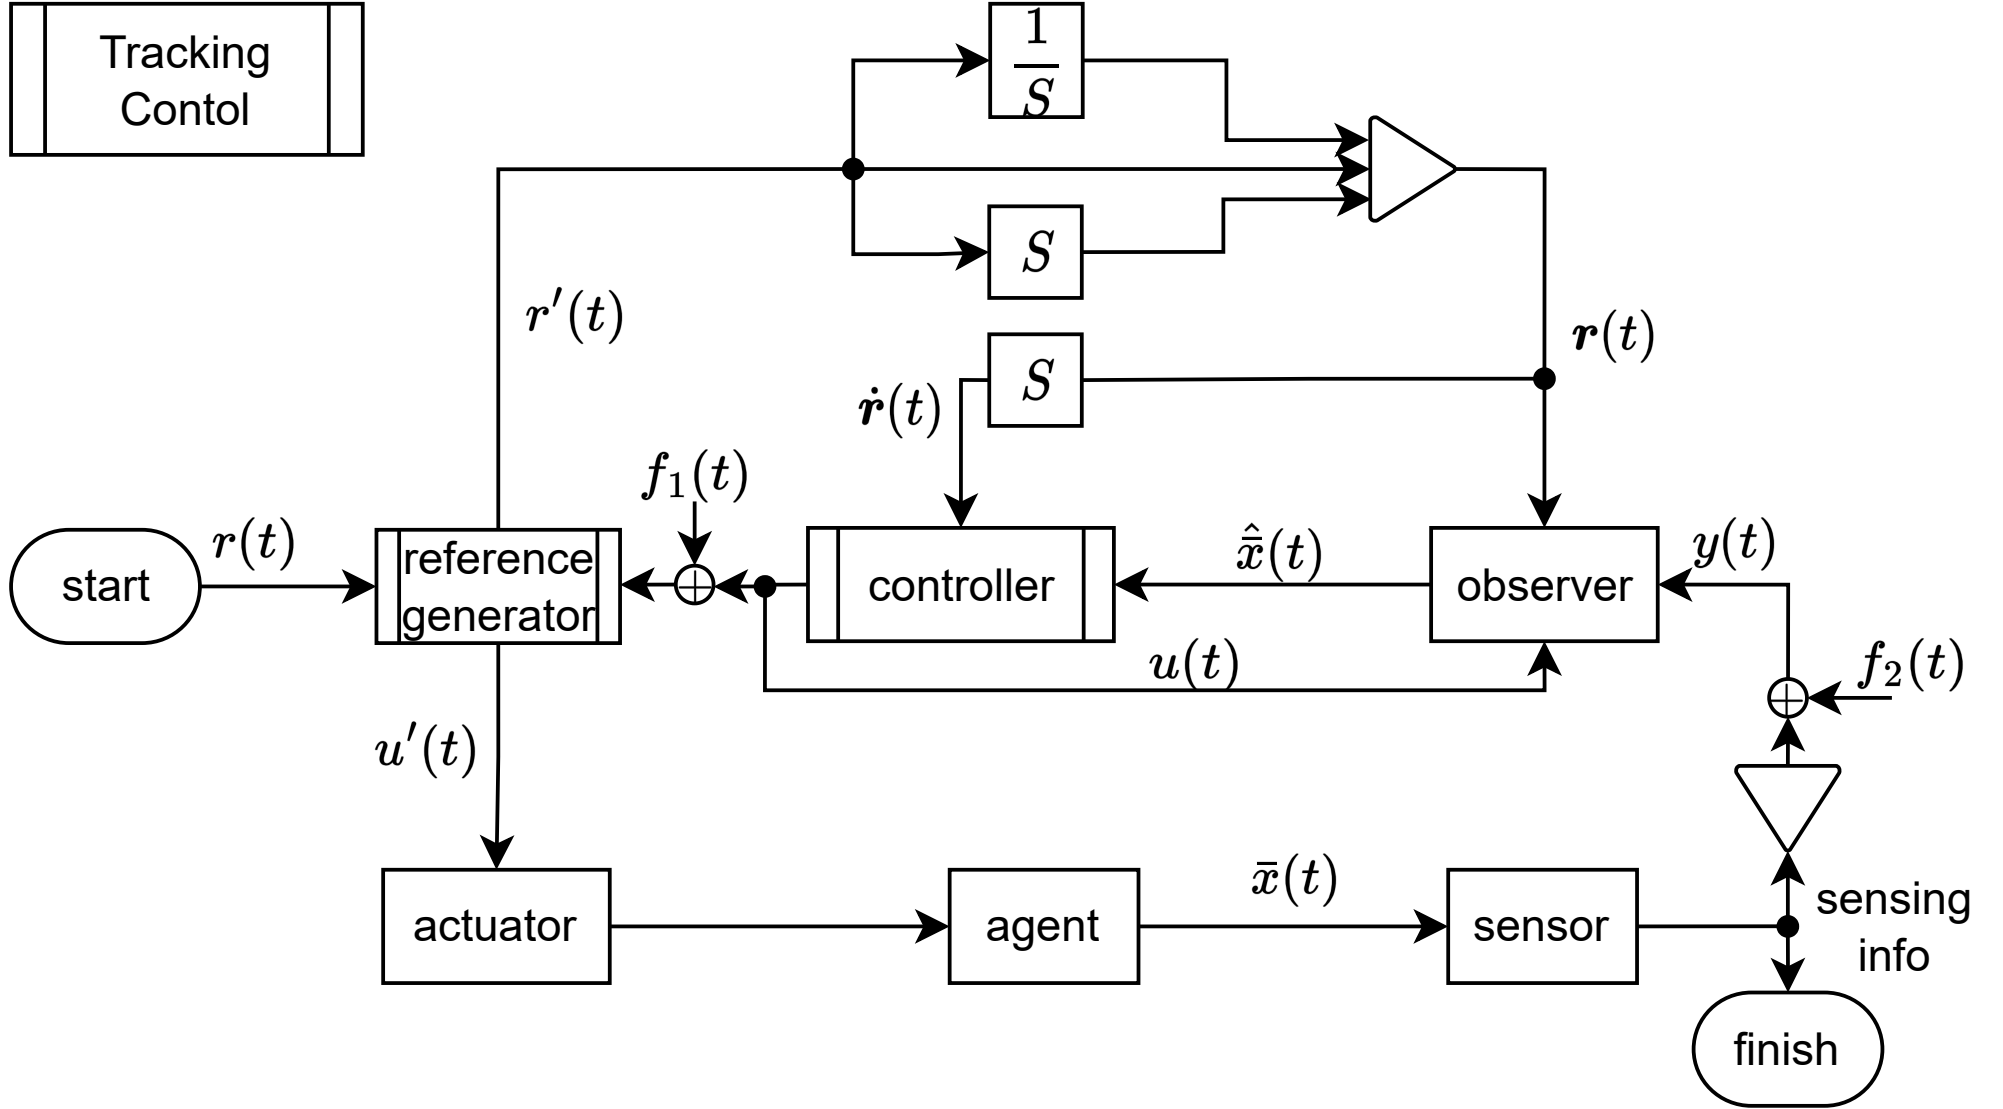 Tracking
Contol
1
S
S
r′(t)
𝒓(t)
S
𝒓̇(t)
f₁(t)
start
r(t)
reference
generator
controller
x̄̂(t)
observer
y(t)
u(t)
f₂(t)
u′(t)
actuator
agent
x̄(t)
sensor
sensing
info
finish